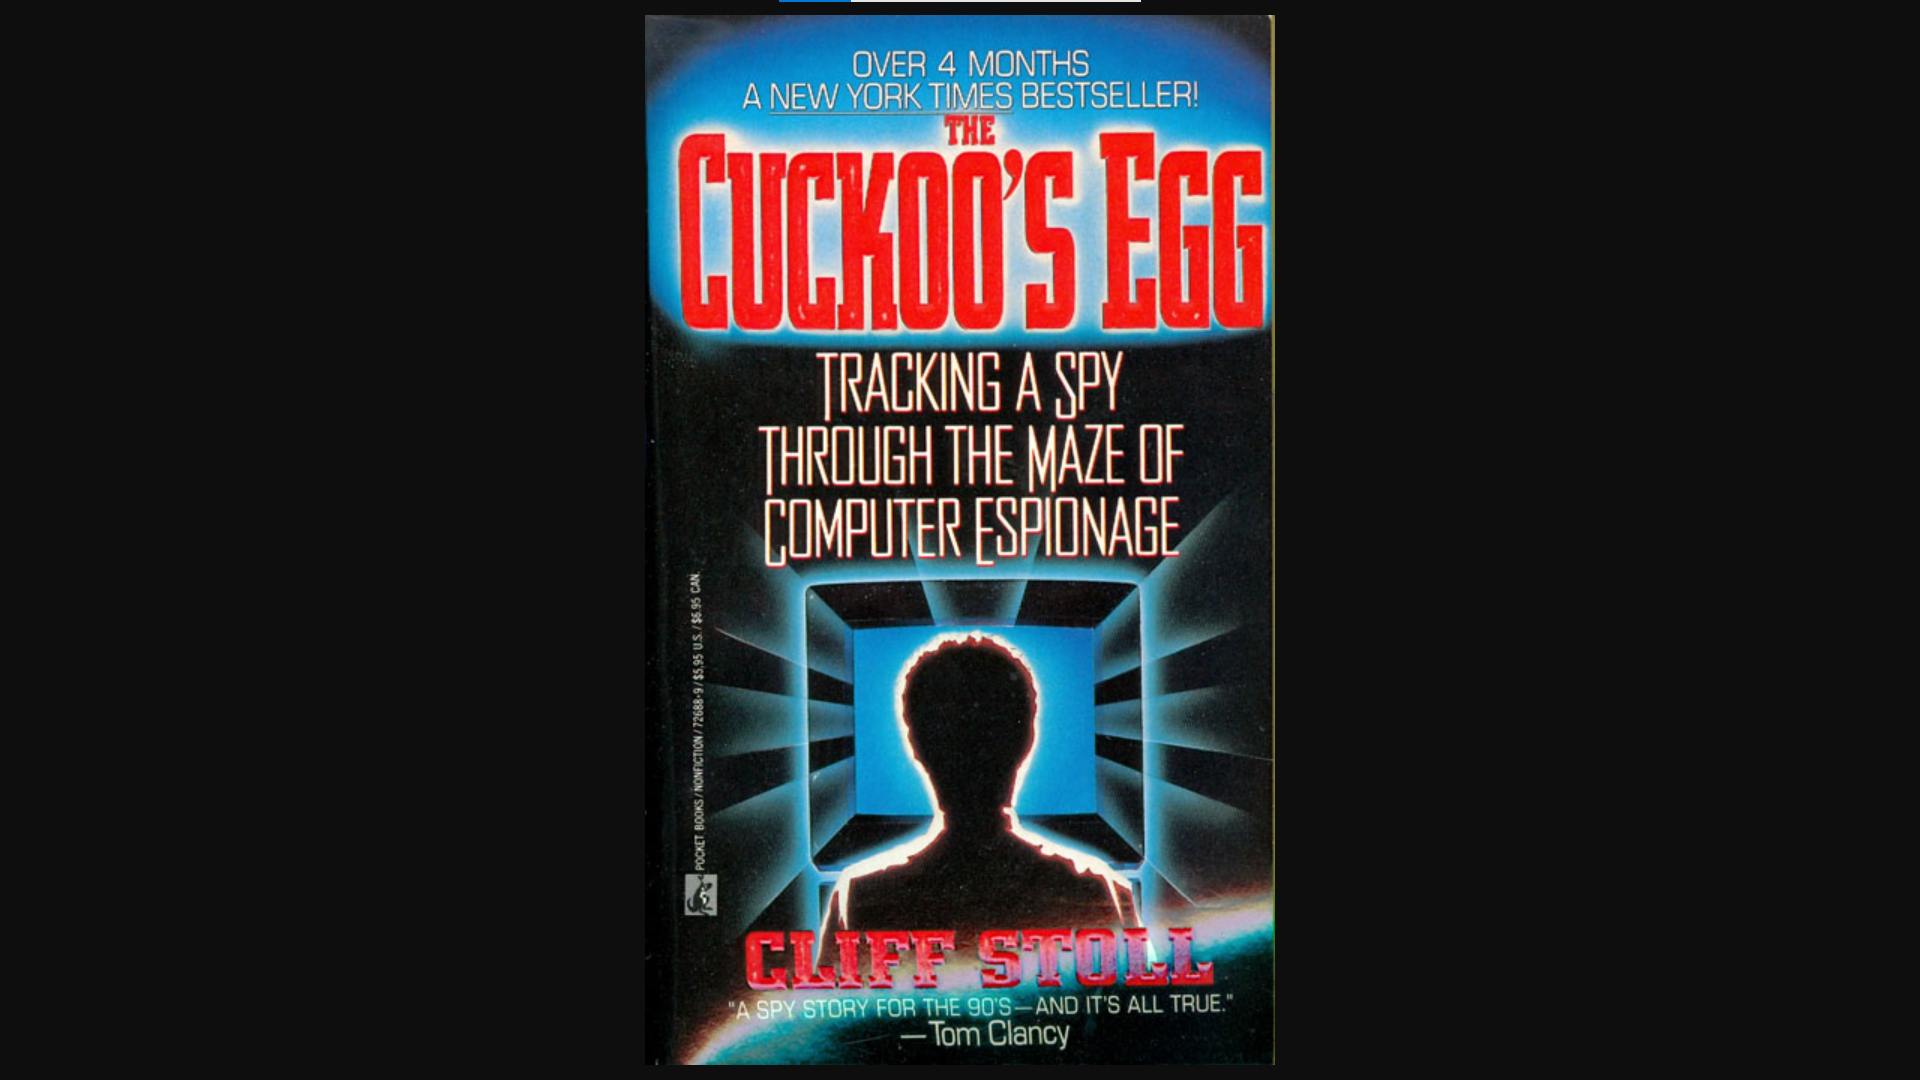 OVER 4 MONTHS
A NEW YORK TIMES BESTSELLER!
THE
CUCKOO'S EGG
TRACKING A SPY
THROUGH THE MAZE OF
COMPUTER ESPIONAGE
POCKET BOOKS / NONFICTION / 72688-9 / $5.95 U.S. / $6.95 CAN.
CLIFF STOLL
"A SPY STORY FOR THE 90'S—AND IT'S ALL TRUE."
—Tom Clancy